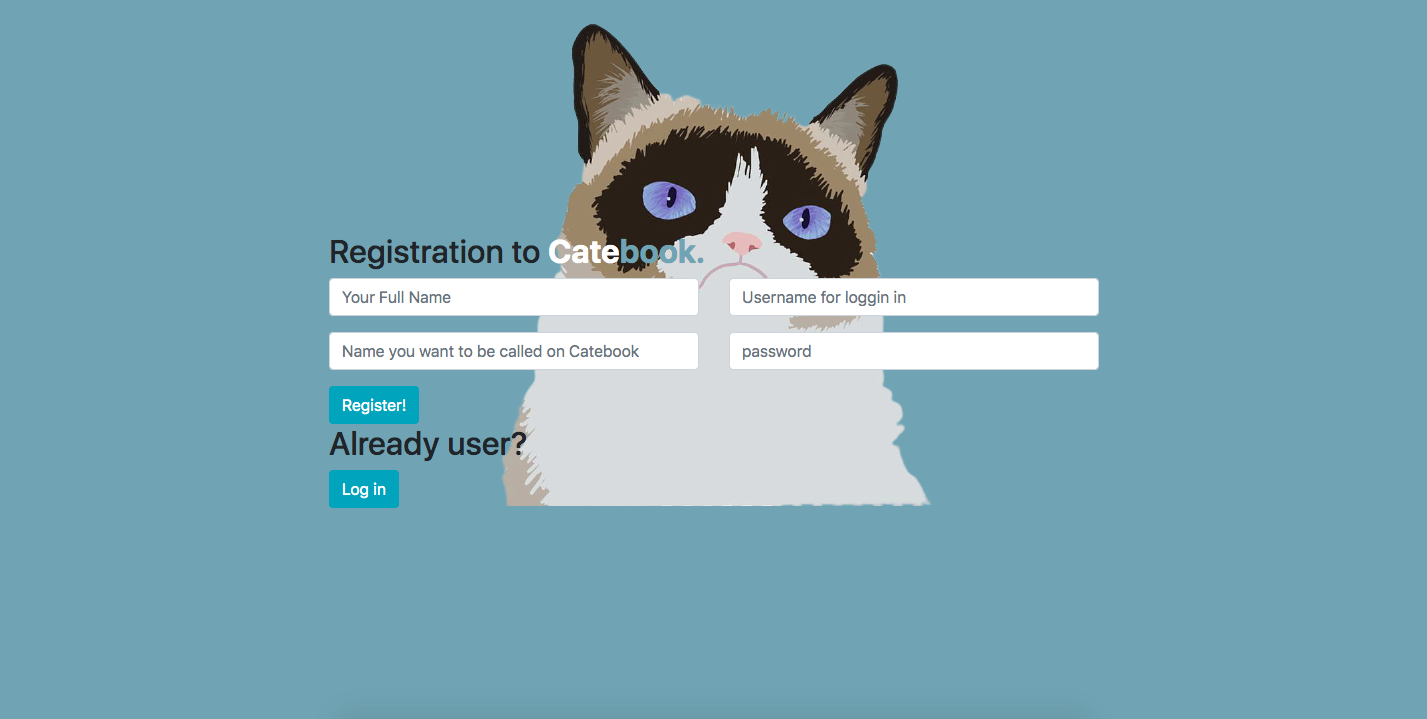 Registration to Catebook.
Your Full Name
Username for loggin in
Name you want to be called on Catebook
password
Register!
Already user?
Log in